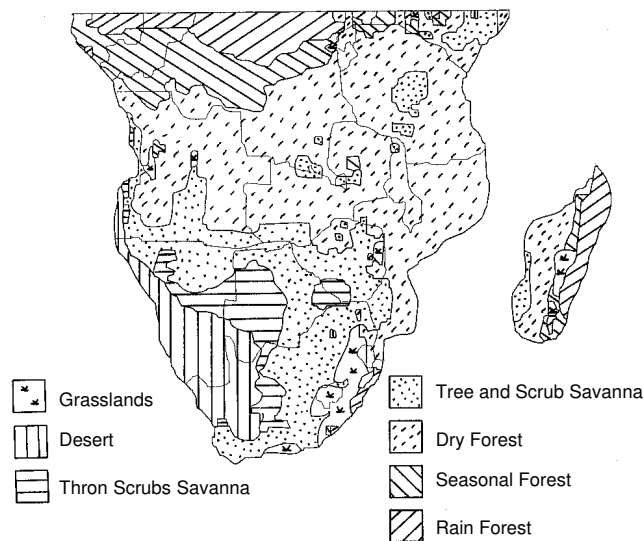 Grasslands
Desert
Thron Scrubs Savanna
Tree and Scrub Savanna
Dry Forest
Seasonal Forest
Rain Forest